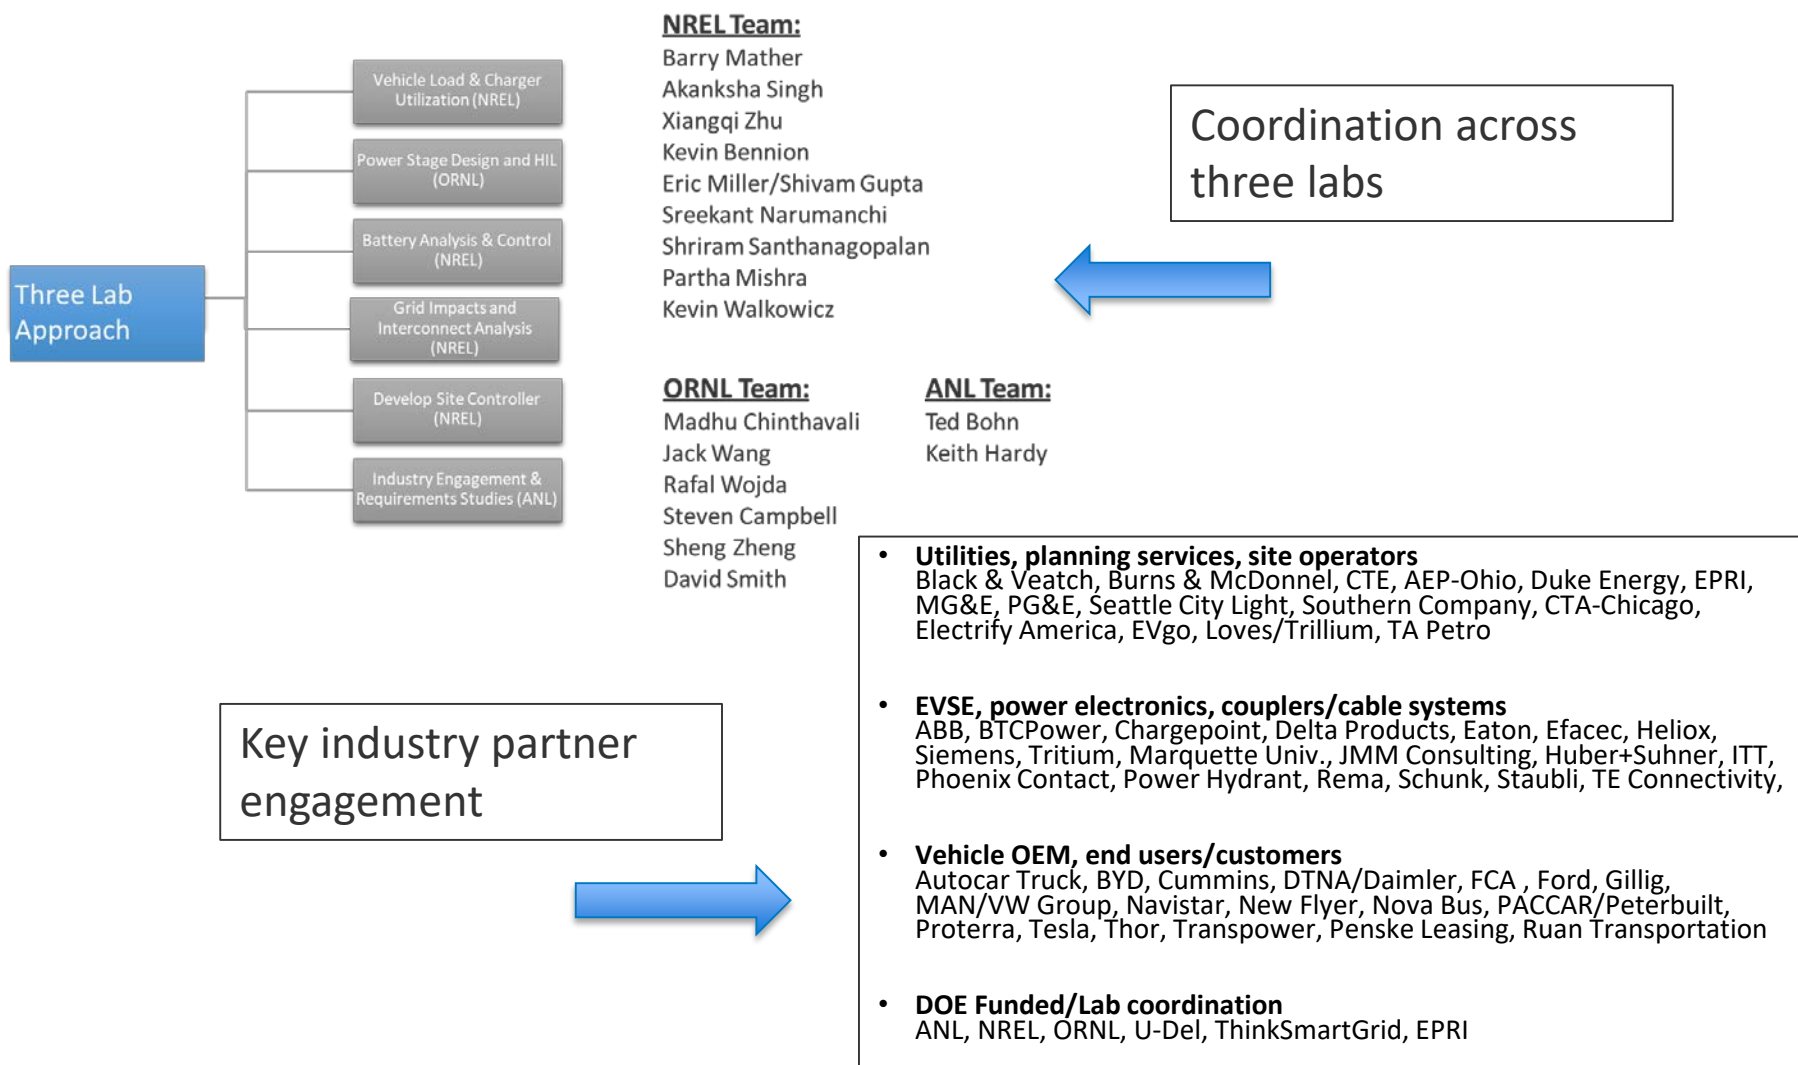 Three Lab
Approach
Vehicle Load & Charger
Utilization (NREL)
Power Stage Design and HIL
(ORNL)
Battery Analysis & Control
(NREL)
Grid Impacts and
Interconnect Analysis
(NREL)
Develop Site Controller
(NREL)
Industry Engagement &
Requirements Studies (ANL)
NREL Team:
Barry Mather
Akanksha Singh
Xiangqi Zhu
Kevin Bennion
Eric Miller/Shivam Gupta
Sreekant Narumanchi
Shriram Santhanagopalan
Partha Mishra
Kevin Walkowicz
ORNL Team:
Madhu Chinthavali
Jack Wang
Rafal Wojda
Steven Campbell
Sheng Zheng
David Smith
ANL Team:
Ted Bohn
Keith Hardy
Coordination across
three labs
Key industry partner
engagement
• Utilities, planning services, site operators
Black & Veatch, Burns & McDonnel, CTE, AEP-Ohio, Duke Energy, EPRI,
MG&E, PG&E, Seattle City Light, Southern Company, CTA-Chicago,
Electrify America, EVgo, Loves/Trillium, TA Petro
• EVSE, power electronics, couplers/cable systems
ABB, BTCPower, Chargepoint, Delta Products, Eaton, Efacec, Heliox,
Siemens, Tritium, Marquette Univ., JMM Consulting, Huber+Suhner, ITT,
Phoenix Contact, Power Hydrant, Rema, Schunk, Staubli, TE Connectivity,
• Vehicle OEM, end users/customers
Autocar Truck, BYD, Cummins, DTNA/Daimler, FCA , Ford, Gillig,
MAN/VW Group, Navistar, New Flyer, Nova Bus, PACCAR/Peterbuilt,
Proterra, Tesla, Thor, Transpower, Penske Leasing, Ruan Transportation
• DOE Funded/Lab coordination
ANL, NREL, ORNL, U-Del, ThinkSmartGrid, EPRI